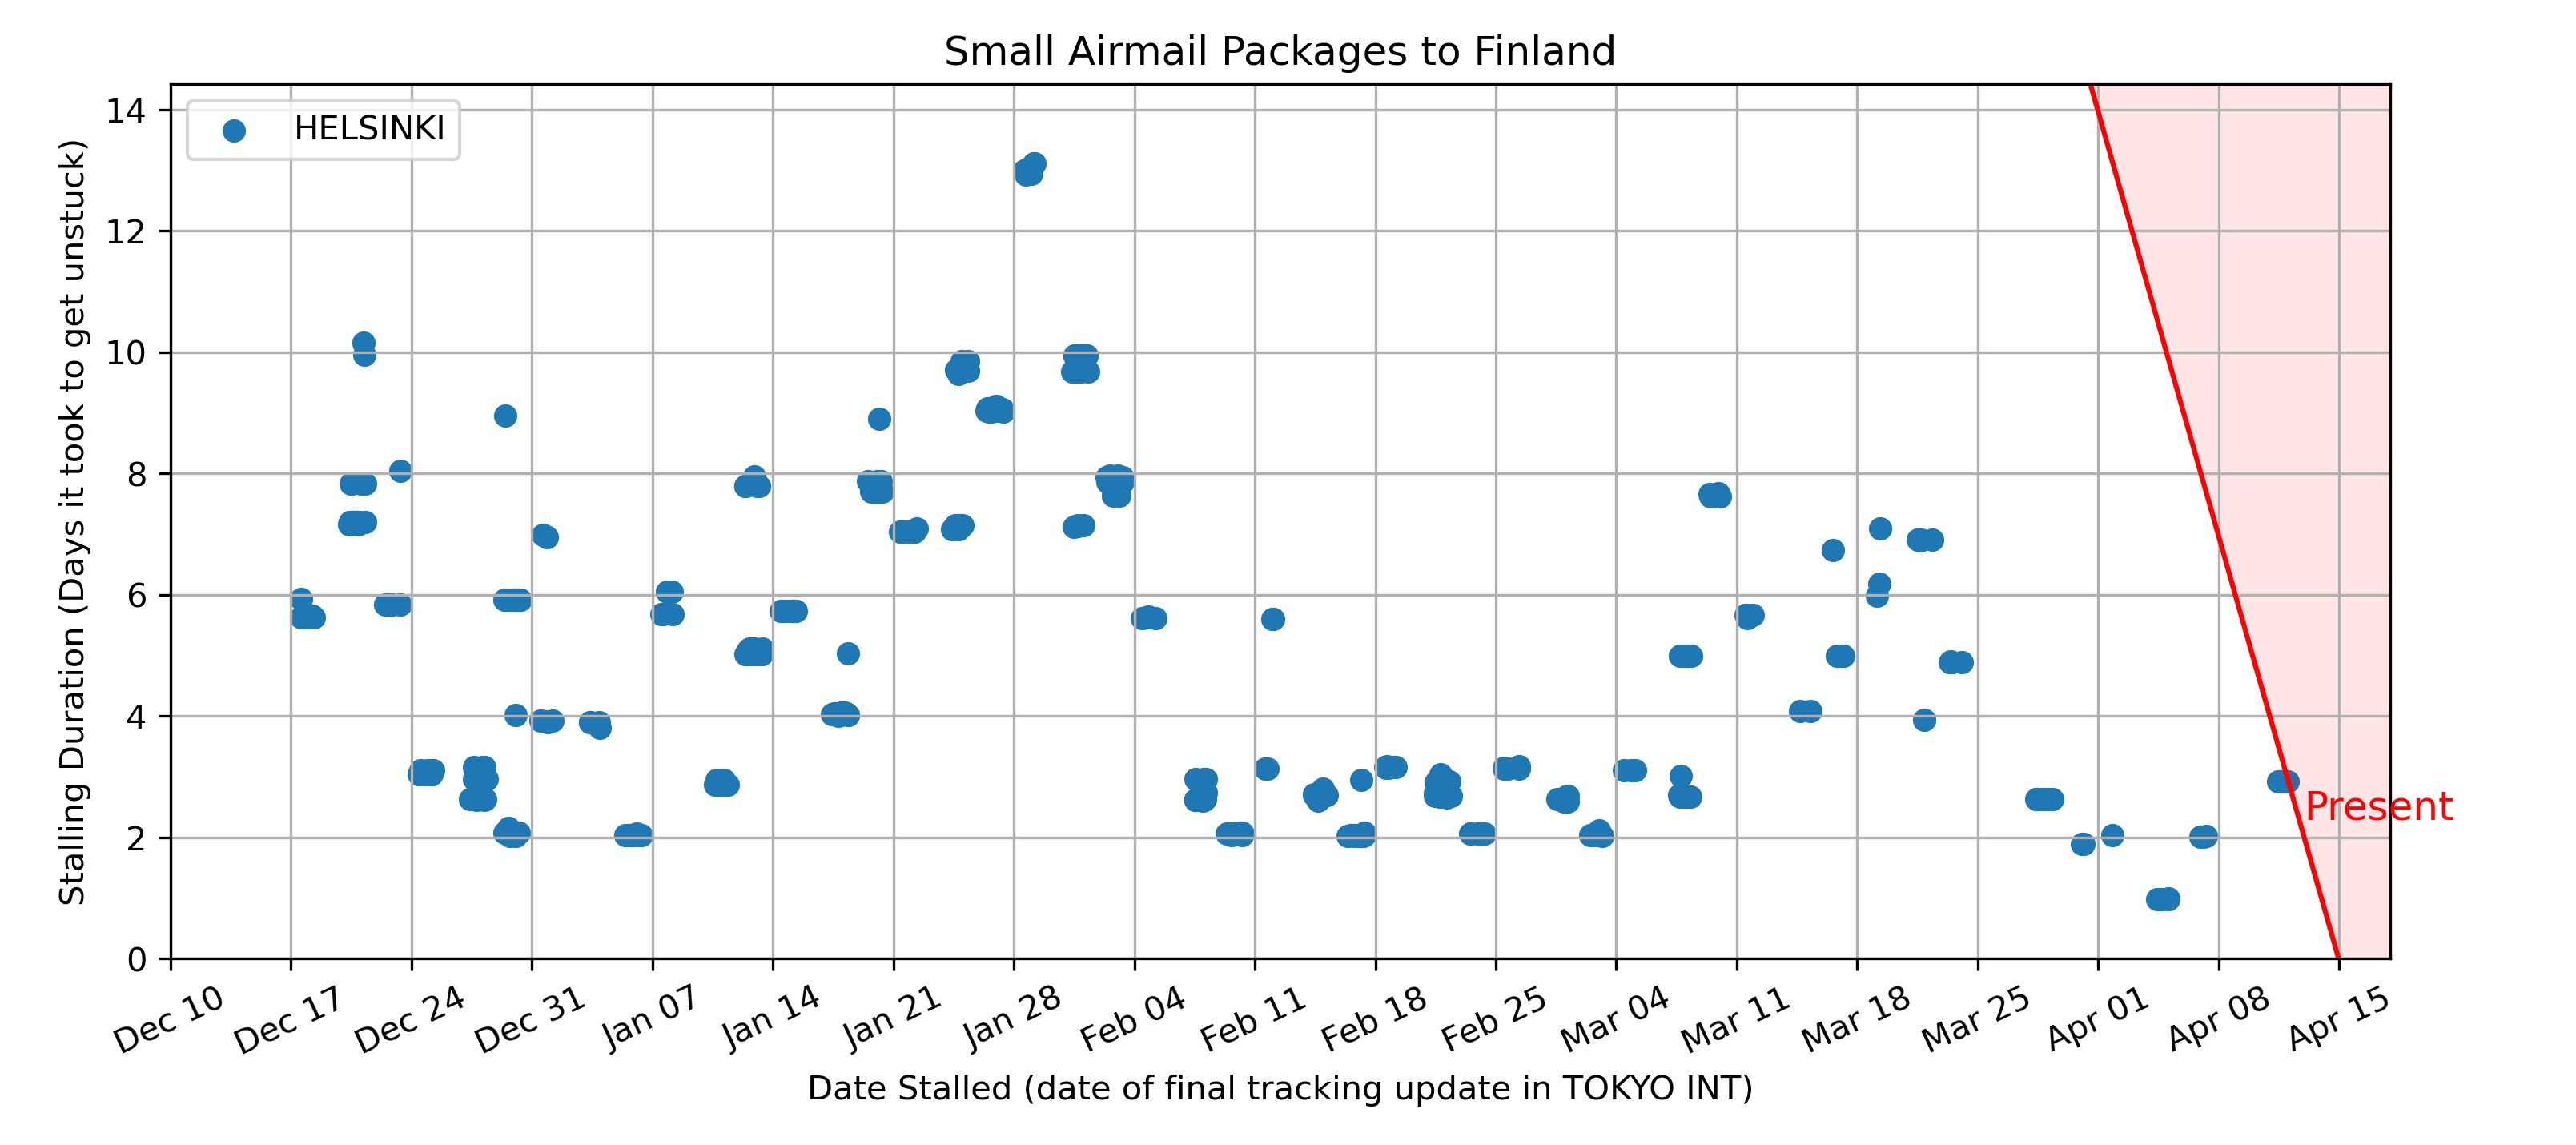 Small Airmail Packages to Finland
HELSINKI
Stalling Duration (Days it took to get unstuck)
14
12
10
8
6
4
2
0
Present
Dec 10
Dec 17
Dec 24
Dec 31
Jan 07
Jan 14
Jan 21
Jan 28
Feb 04
Feb 11
Feb 18
Feb 25
Mar 04
Mar 11
Mar 18
Mar 25
Apr 01
Apr 08
Apr 15
Date Stalled (date of final tracking update in TOKYO INT)